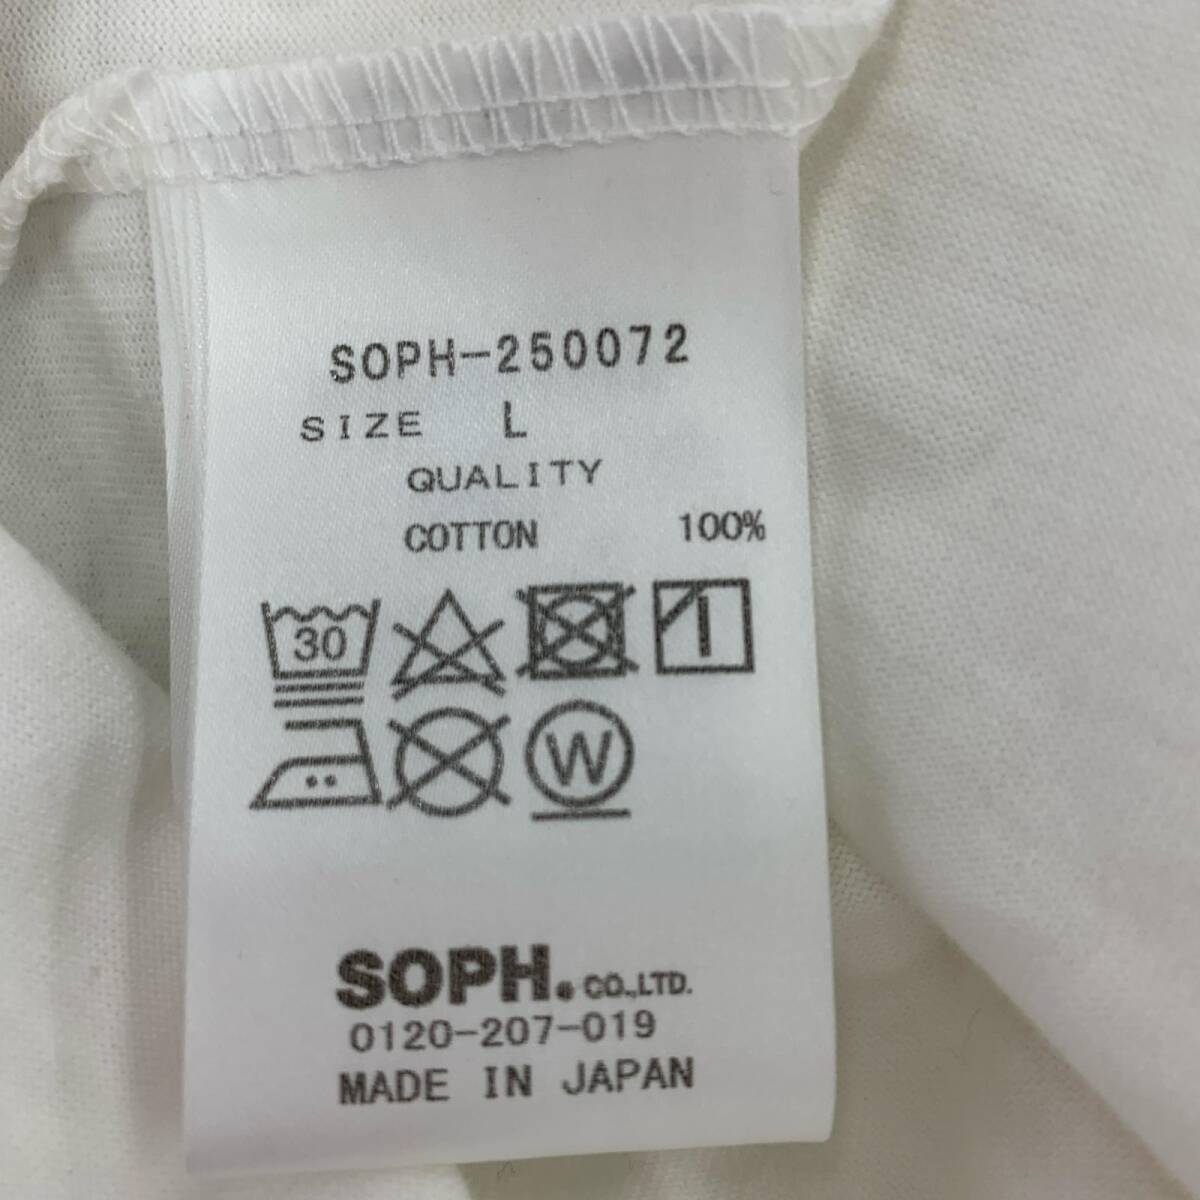 SOPH-250072
SIZE L
QUALITY
COTTON 100%
30
W
SOPH. CO.,LTD.
0120-207-019
MADE IN JAPAN